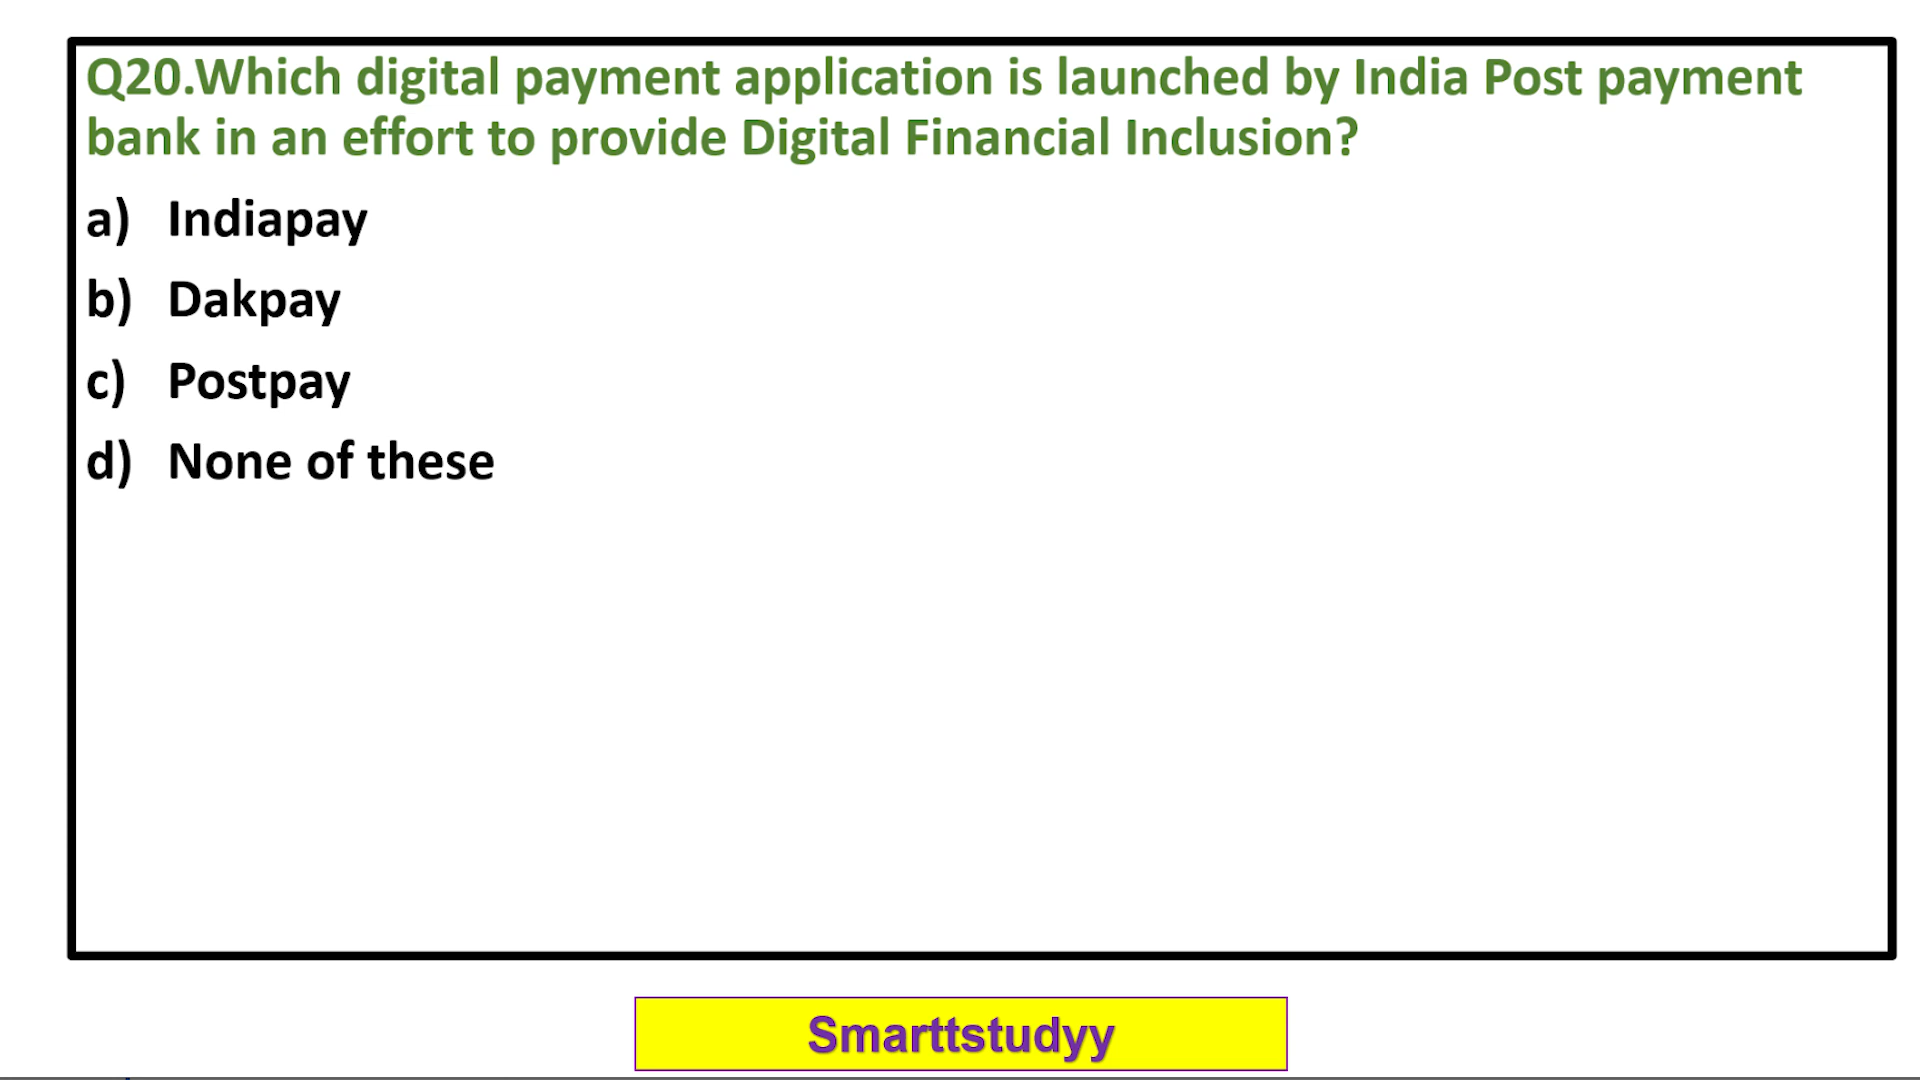 Q20.Which digital payment application is launched by India Post payment
bank in an effort to provide Digital Financial Inclusion?
a) Indiapay
b) Dakpay
c) Postpay
d) None of these
Smarttstudyy